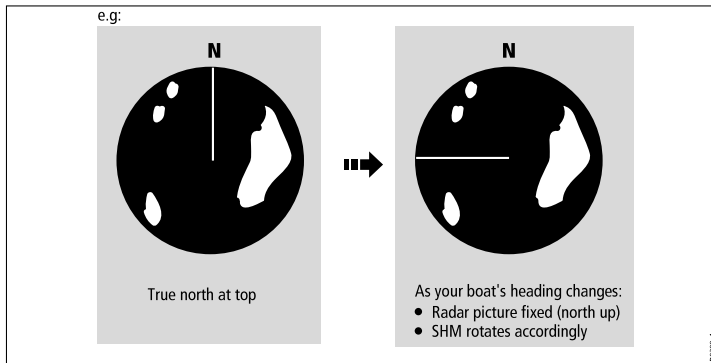 e.g:
N
True north at top
N
As your boat's heading changes:
● Radar picture fixed (north up)
● SHM rotates accordingly